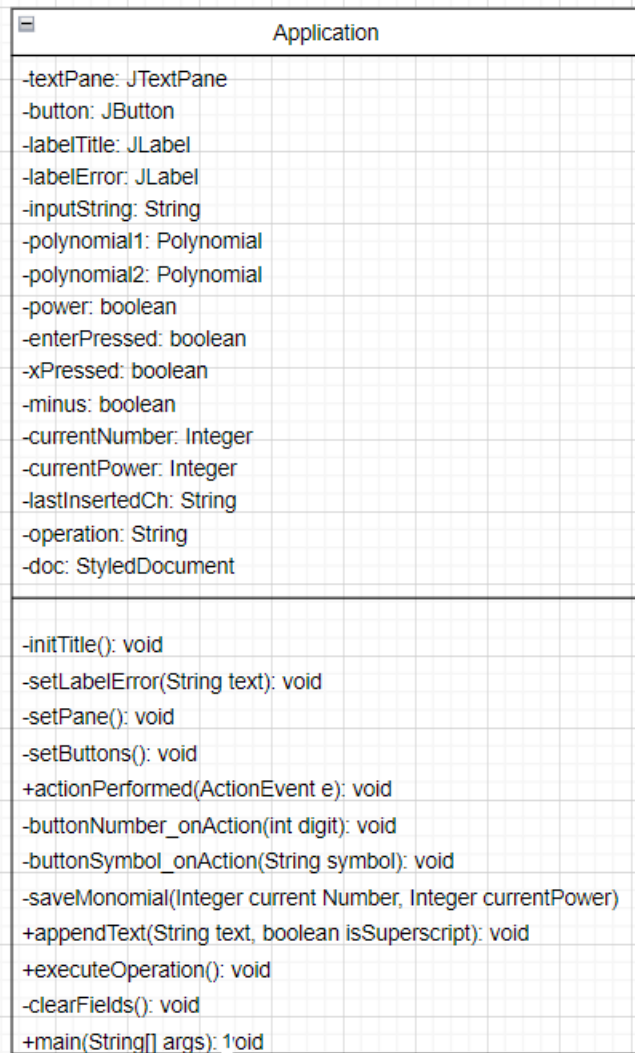 Application
-textPane: JTextPane
-button: JButton
-labelTitle: JLabel
-labelError: JLabel
-inputString: String
-polynomial1: Polynomial
-polynomial2: Polynomial
-power: boolean
-enterPressed: boolean
-xPressed: boolean
-minus: boolean
-currentNumber: Integer
-currentPower: Integer
-lastInsertedCh: String
-operation: String
-doc: StyledDocument
-initTitle(): void
-setLabelError(String text): void
-setPane(): void
-setButtons(): void
+actionPerformed(ActionEvent e): void
-buttonNumber_onAction(int digit): void
-buttonSymbol_onAction(String symbol): void
-saveMonomial(Integer current Number, Integer currentPower)
+appendText(String text, boolean isSuperscript): void
+executeOperation(): void
-clearFields(): void
+main(String[] args):